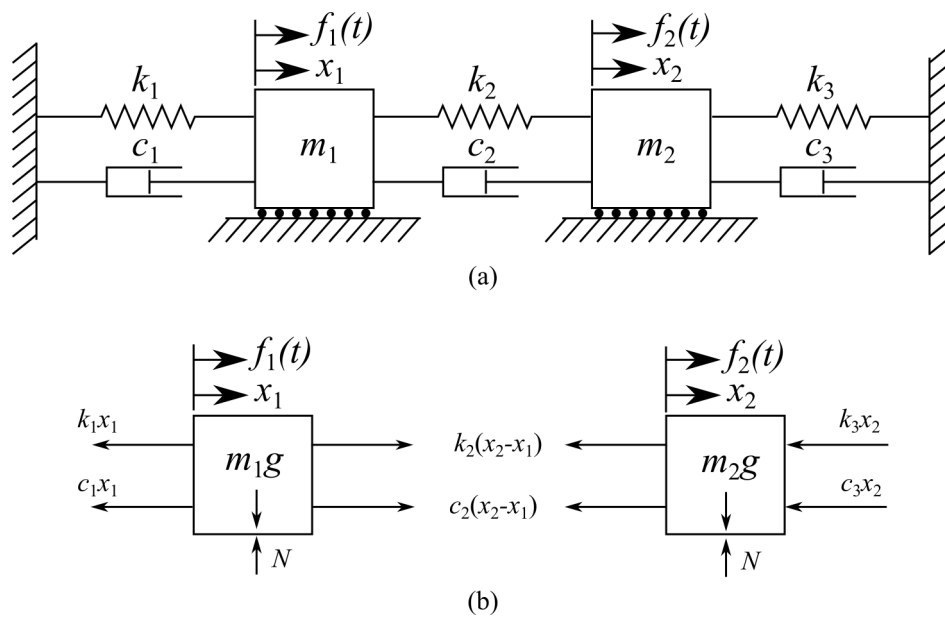 f₁(t) f₂(t)
x₁ x₂
k₁ k₂ k₃
c₁ m₁ c₂ m₂ c₃
(a)
f₁(t) f₂(t)
x₁ x₂
k₁x₁ k₂(x₂-x₁) k₃x₂
m₁g m₂g
c₁x₁ c₂(x₂-x₁) c₃x₂
N N
(b)